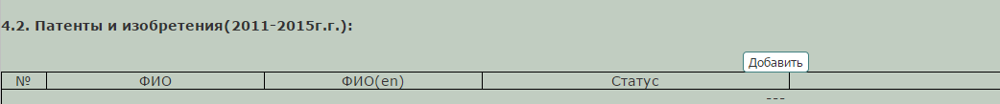 4.2. Патенты и изобретения(2011-2015г.г.):
Добавить
№ ФИО ФИО(en) Статус
---